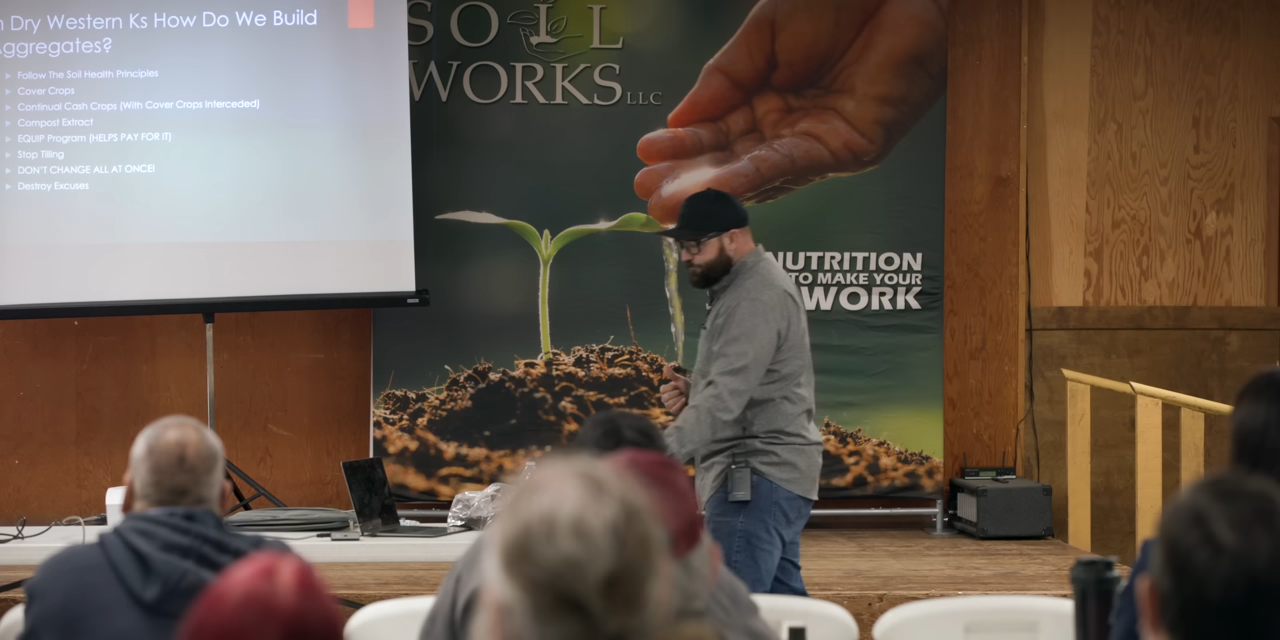 Dry Western Ks How Do We Build
Aggregates?
Follow The Soil Health Principles
Cover Crops
Continual Cash Crops (With Cover Crops Interceded)
Compost Extract
EQUIP Program (HELPS PAY FOR IT)
Stop Tilling
DON'T CHANGE ALL AT ONCE!
Destroy Excuses
SOIL
WORKS LLC
NUTRITION
TO MAKE YOUR
WORK